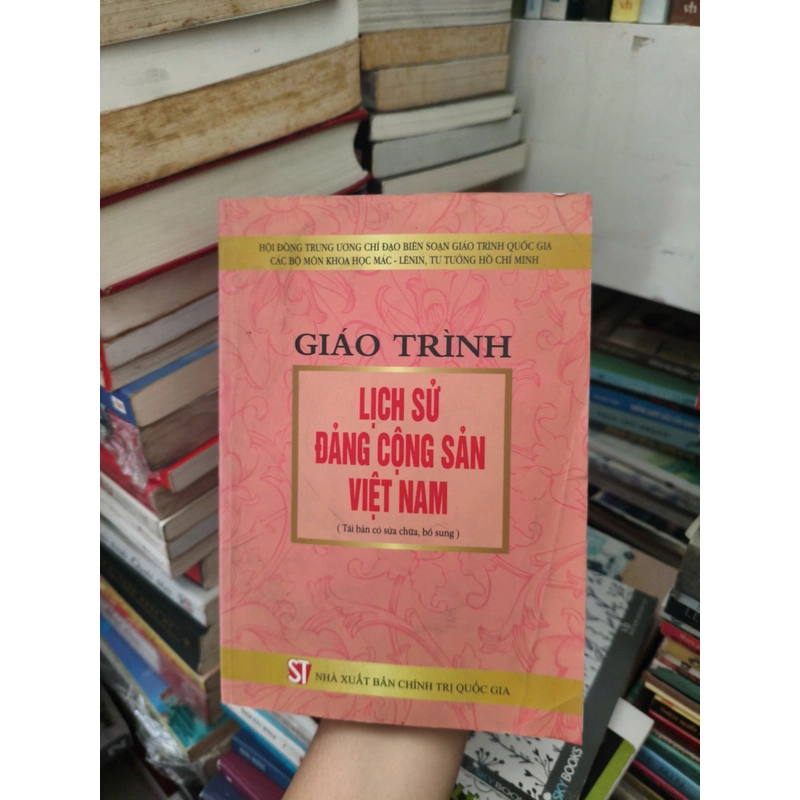 HỘI ĐỒNG TRUNG ƯƠNG CHỈ ĐẠO BIÊN SOẠN GIÁO TRÌNH QUỐC GIA
CÁC BỘ MÔN KHOA HỌC MÁC - LÊNIN, TƯ TƯỞNG HỒ CHÍ MINH
GIÁO TRÌNH
LỊCH SỬ
ĐẢNG CỘNG SẢN
VIỆT NAM
( Tái bản có sửa chữa, bổ sung )
ST NHÀ XUẤT BẢN CHÍNH TRỊ QUỐC GIA
SKY BOOKS